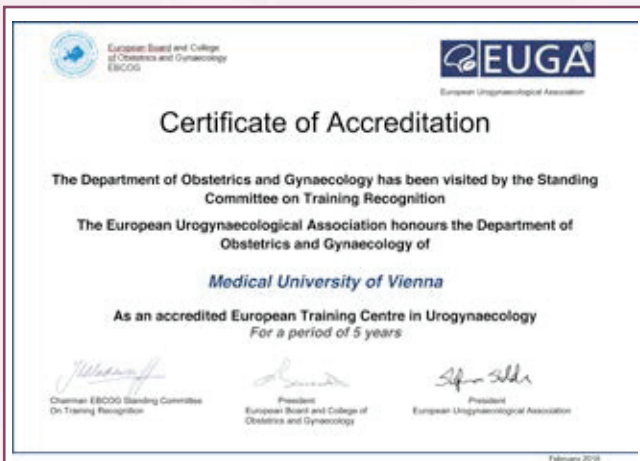 European Board and College
of Obstetrics and Gynaecology
EBCOG
EUGA®
European Urogynaecological Association
Certificate of Accreditation
The Department of Obstetrics and Gynaecology has been visited by the Standing
Committee on Training Recognition
The European Urogynaecological Association honours the Department of
Obstetrics and Gynaecology of
Medical University of Vienna
As an accredited European Training Centre in Urogynaecology
For a period of 5 years
Chairman EBCOG Standing Committee
On Training Recognition
President
European Board and College of
Obstetrics and Gynaecology
President
European Urogynaecological Association
February